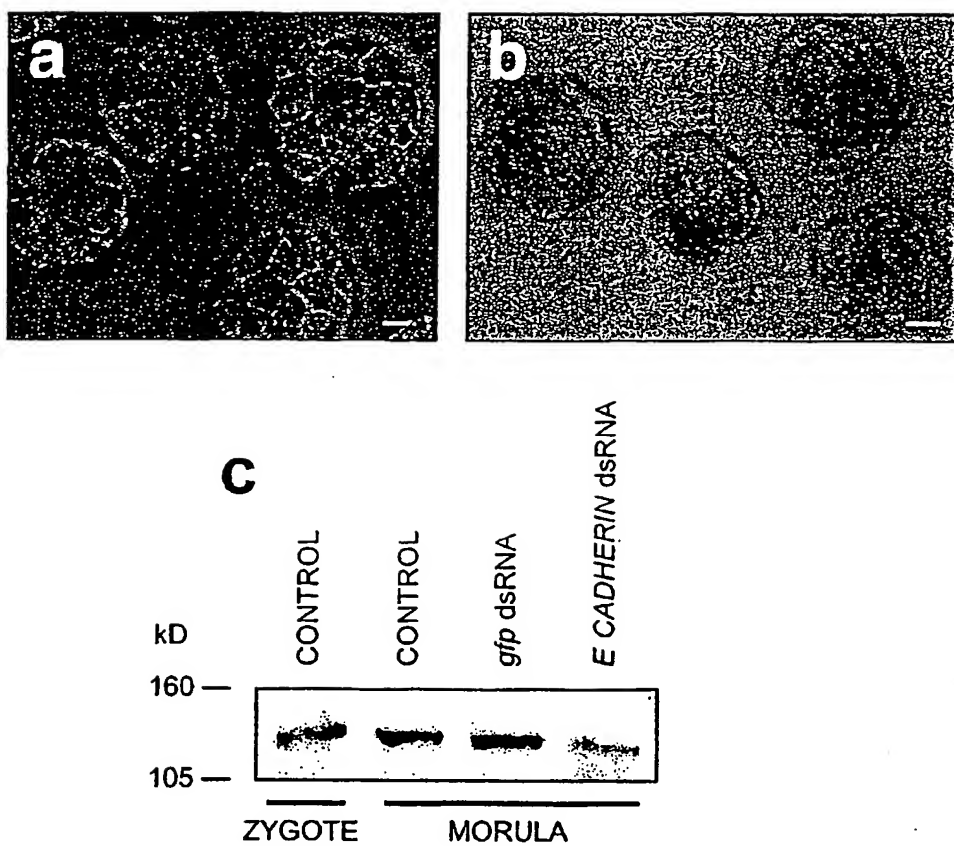 a
b
c
kD
CONTROL
CONTROL
gfp dsRNA
E CADHERIN dsRNA
160
105
ZYGOTE
MORULA